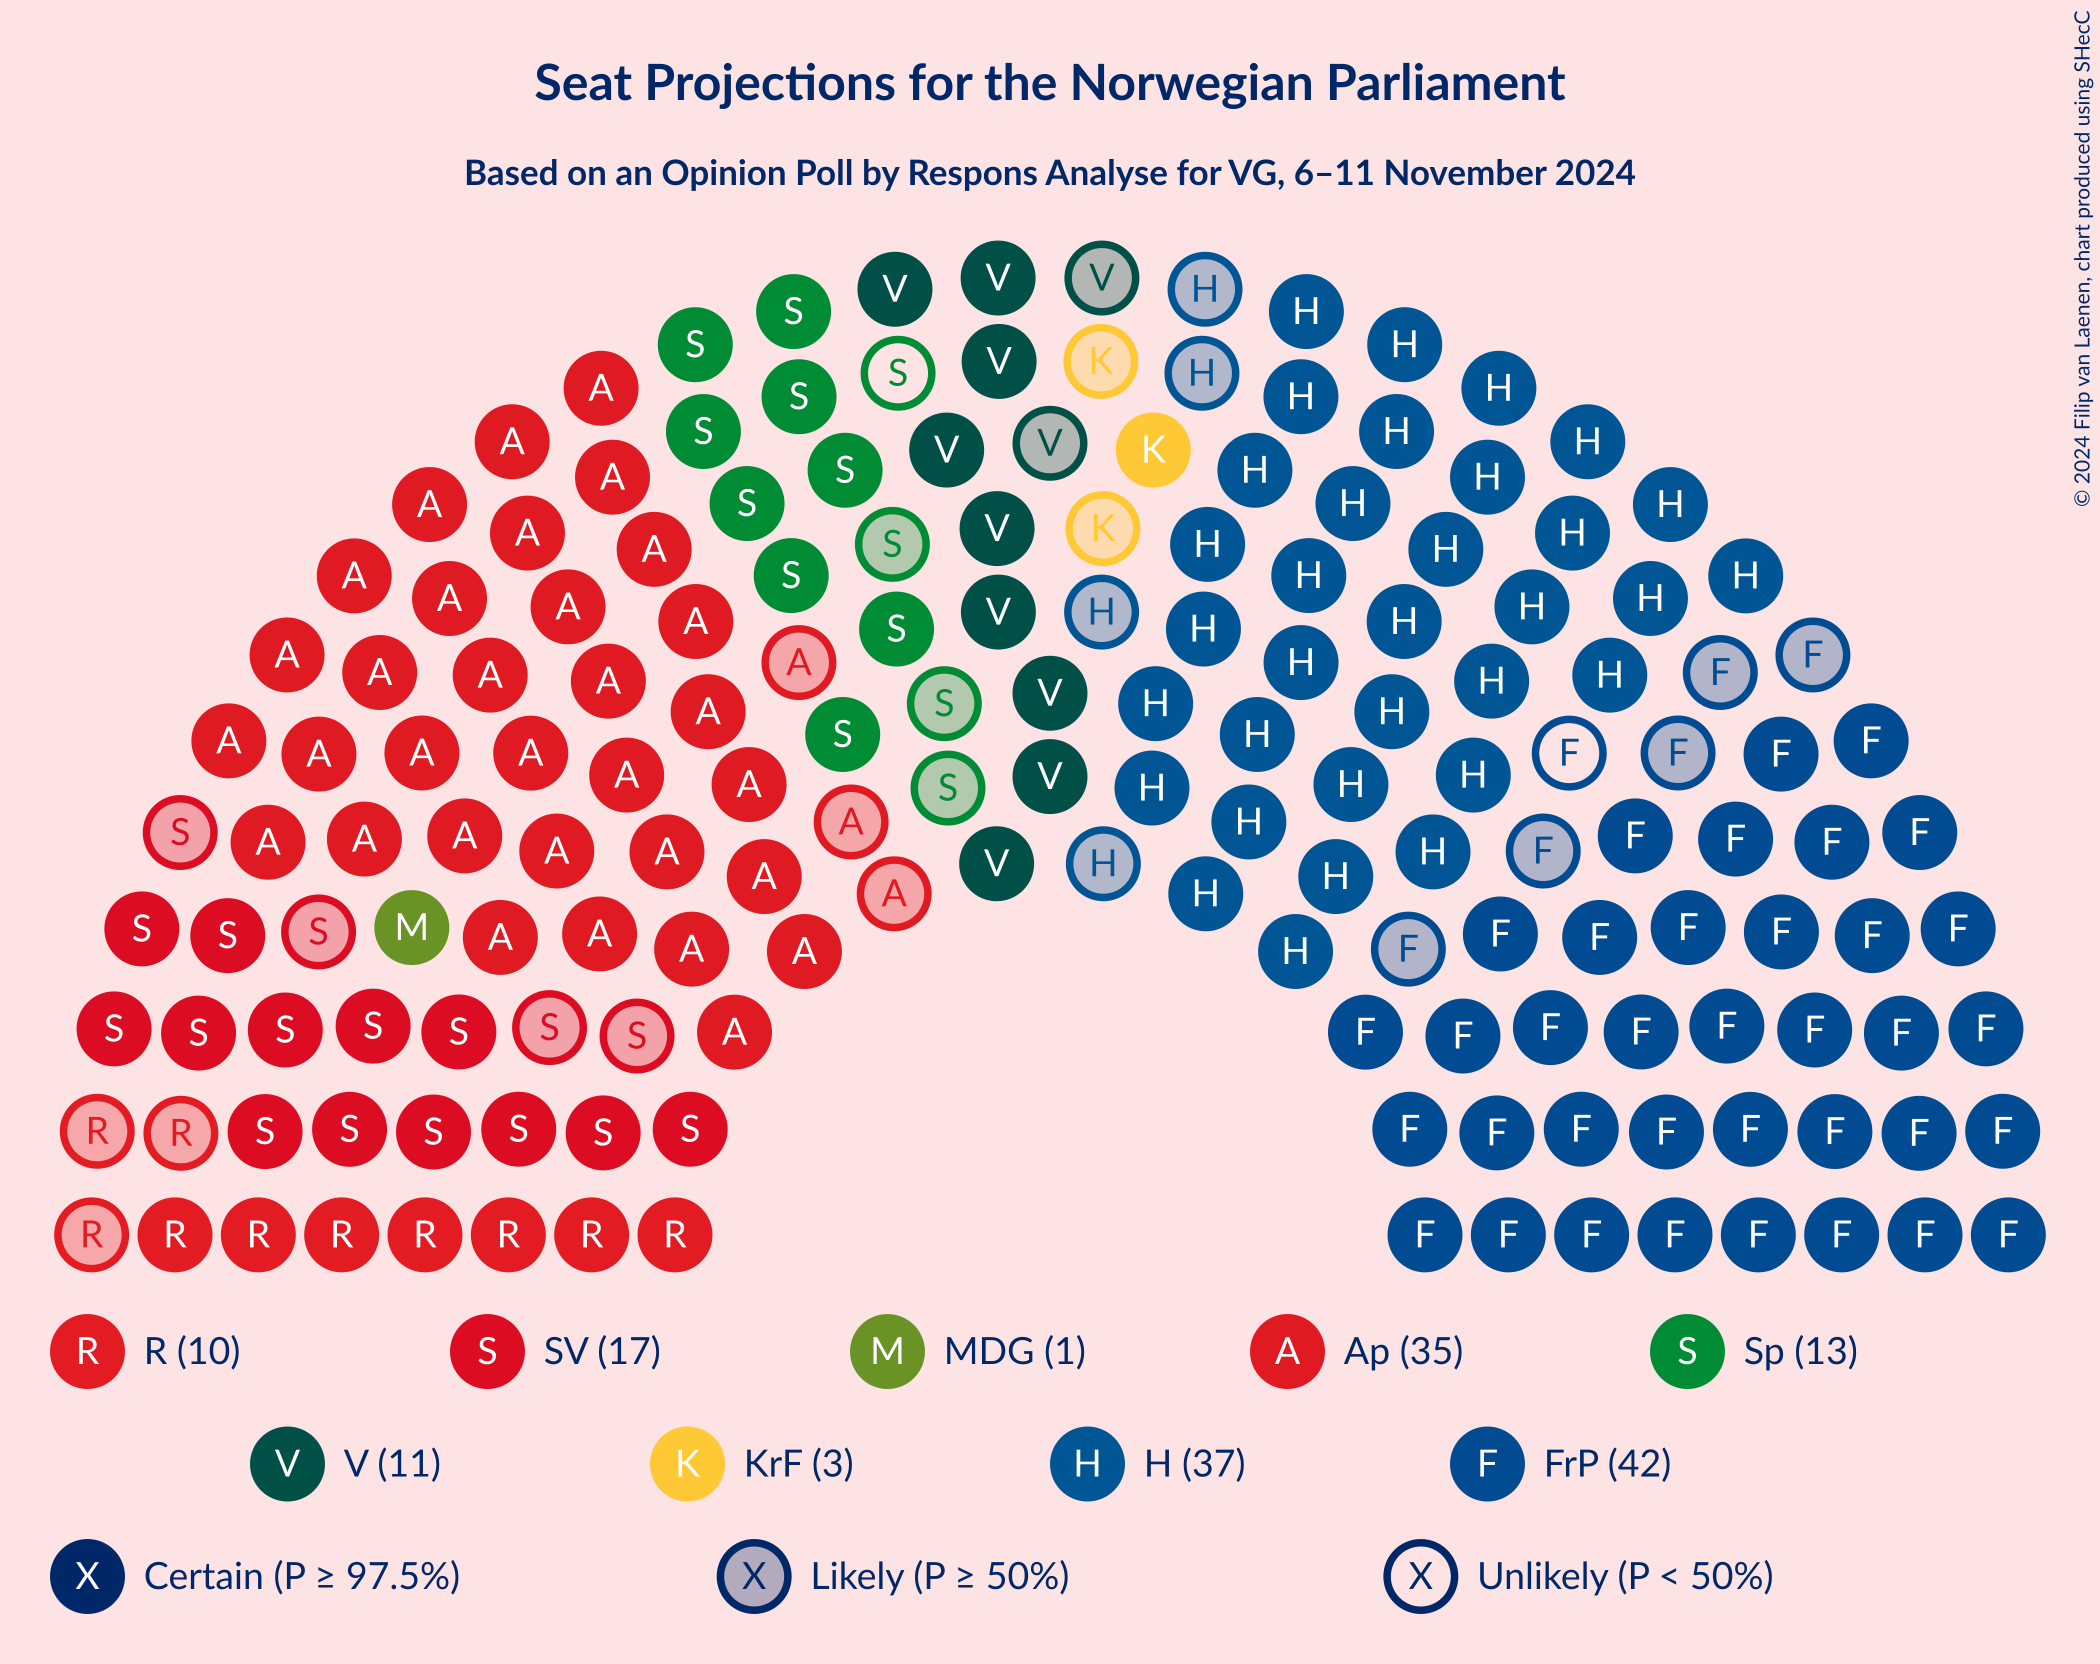 Seat Projections for the Norwegian Parliament
Based on an Opinion Poll by Respons Analyse for VG, 6–11 November 2024
© 2024 Filip van Laenen, chart produced using SHecC
V V V H
S S H H
A S V K H H
A S S H H H
A A S V V K H H H
A A S S H H H
A A S V K H H H
A A A S S H H H H
A A A S V H H H H
A A A A S H H H F F
A A A S V H H H H
A A A A A A S V H H H H F F F F
S A A A A A A S H H H F F F F F
A V H H
S S S M A A A A A H H F F F F F F F
S S S S S S S A F F F F F F F F
R R S S S S S S F F F F F F F F
R R R R R R R R F F F F F F F F
R R (10) S SV (17) M MDG (1) A Ap (35) S Sp (13)
V V (11) K KrF (3) H H (37) F FrP (42)
X Certain (P ≥ 97.5%) X Likely (P ≥ 50%) X Unlikely (P < 50%)